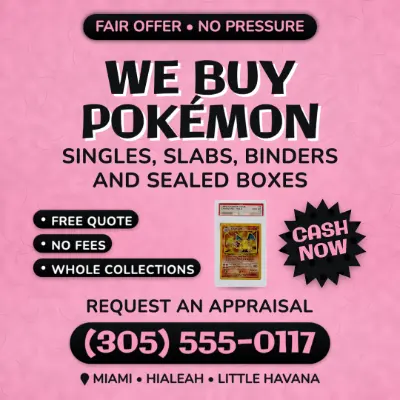 FAIR OFFER • NO PRESSURE
WE BUY
POKÉMON
SINGLES, SLABS, BINDERS
AND SEALED BOXES
• FREE QUOTE
• NO FEES
• WHOLE COLLECTIONS
CASH
NOW
REQUEST AN APPRAISAL
(305) 555-0117
MIAMI • HIALEAH • LITTLE HAVANA